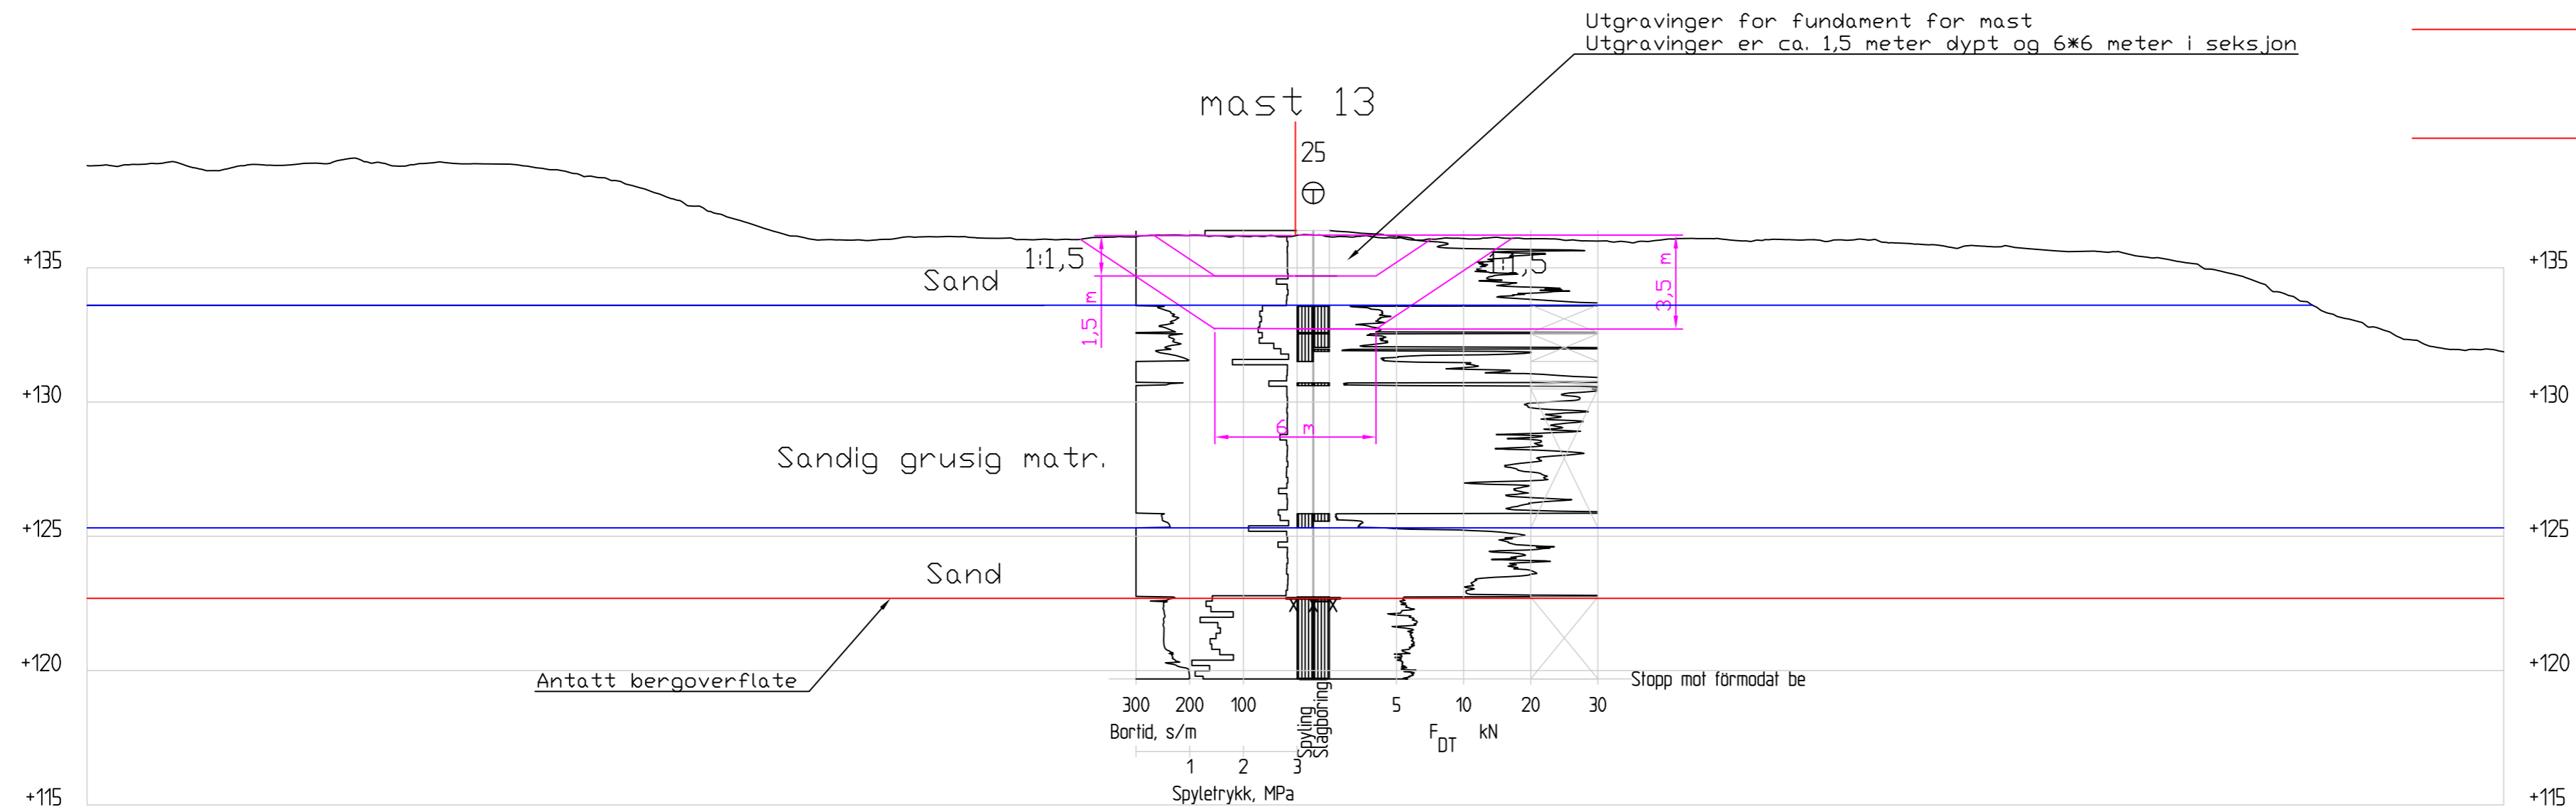 Utgravinger for fundament for mast
Utgravinger er ca. 1,5 meter dypt og 6*6 meter i seksjon
mast 13
25
+135
1:1,5
1:1,5
+135
Sand
1,5 m
3,5 m
+130
+130
6 m
Sandig grusig matr.
+125
+125
Sand
+120
+120
Antatt bergoverflate
Stopp mot förmodat be
300 200 100
5 10 20 30
Bortid, s/m
Spyling
Slagboring
F DT kN
1 2 3
Spyletrykk, MPa
+115
+115